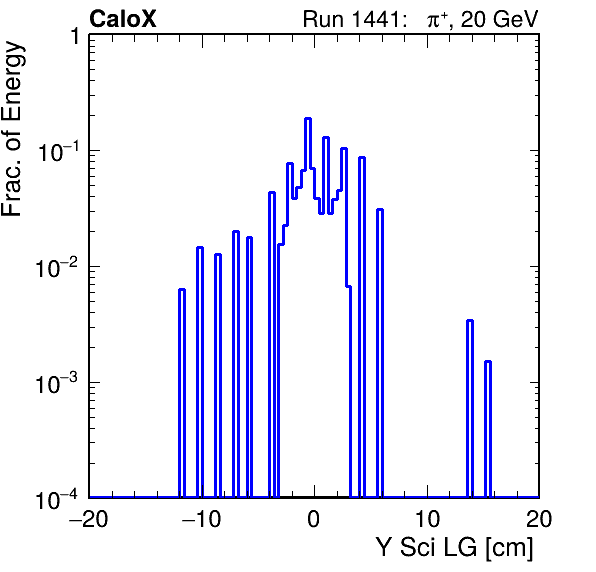 CaloX Run 1441: π⁺, 20 GeV
Frac. of Energy
1
10⁻¹
10⁻²
10⁻³
10⁻⁴
−20 −10 0 10 20
Y Sci LG [cm]